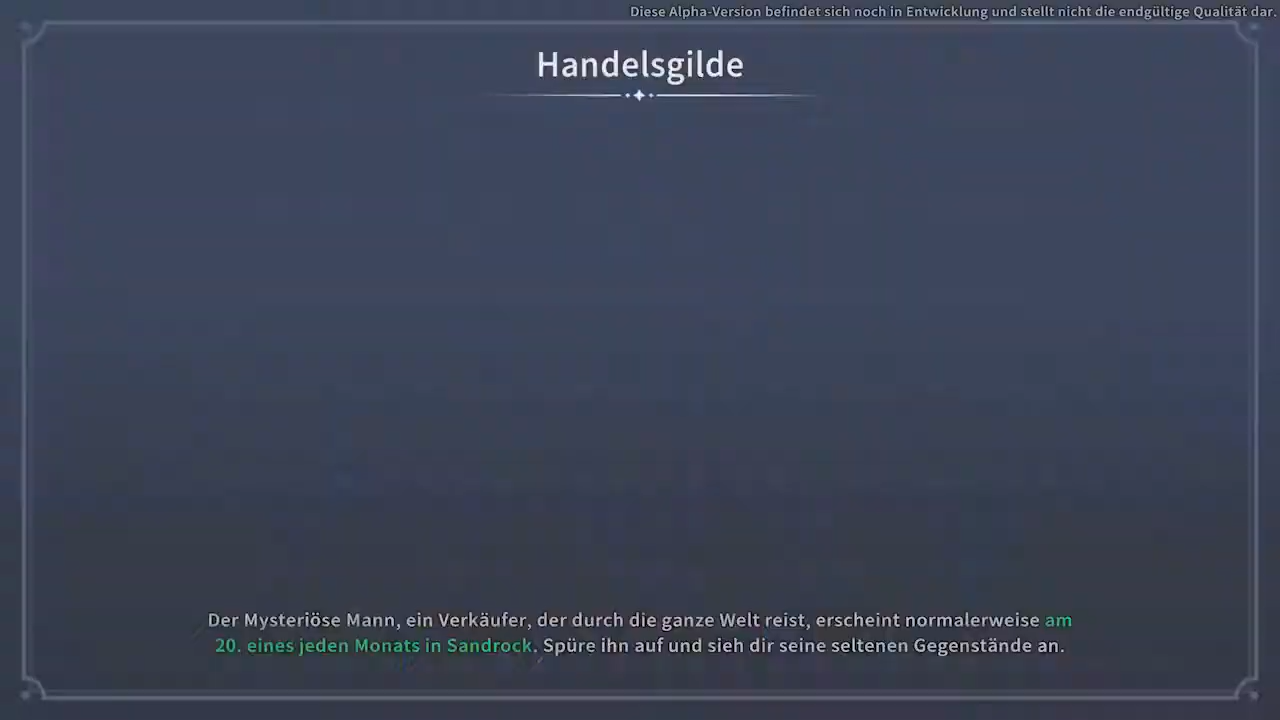 Diese Alpha-Version befindet sich noch in Entwicklung und stellt nicht die endgültige Qualität dar.
Handelsgilde
Der Mysteriöse Mann, ein Verkäufer, der durch die ganze Welt reist, erscheint normalerweise am
20. eines jeden Monats in Sandrock. Spüre ihn auf und sieh dir seine seltenen Gegenstände an.